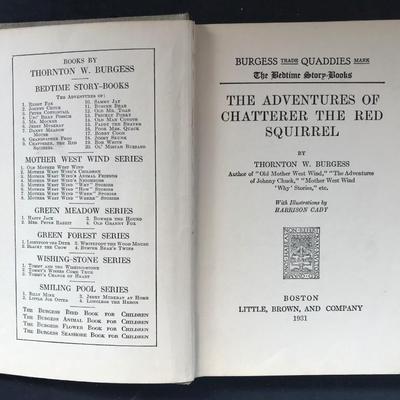 BOOKS BY
THORNTON W. BURGESS
BEDTIME STORY-BOOKS
THE ADVENTURES OF:
1. REDDY FOX
2. JOHNNY CHUCK
3. PETER COTTONTAIL
4. UNC' BILLY POSSUM
5. MR. MOCKER
6. JERRY MUSKRAT
7. DANNY MEADOW MOUSE
8. GRANDFATHER FROG
9. CHATTERER, THE RED SQUIRREL
10. SAMMY JAY
11. BUSTER BEAR
12. OLD MR. TOAD
13. PRICKLY PORKY
14. OLD MAN COYOTE
15. PADDY THE BEAVER
16. POOR MRS. QUACK
17. BOBBY COON
18. JIMMY SKUNK
19. BOB WHITE
20. OL' MISTAH BUZZARD
MOTHER WEST WIND SERIES
1. OLD MOTHER WEST WIND
2. MOTHER WEST WIND'S CHILDREN
3. MOTHER WEST WIND'S ANIMAL FRIENDS
4. MOTHER WEST WIND'S NEIGHBORS
5. MOTHER WEST WIND "WHY" STORIES
6. MOTHER WEST WIND "HOW" STORIES
7. MOTHER WEST WIND "WHEN" STORIES
8. MOTHER WEST WIND "WHERE" STORIES
GREEN MEADOW SERIES
1. HAPPY JACK
2. MRS. PETER RABBIT
3. BOWSER THE HOUND
4. OLD GRANNY FOX
GREEN FOREST SERIES
1. LIGHTFOOT THE DEER
2. WHITEFOOT THE WOOD MOUSE
3. BLACKY THE CROW
4. BUSTER BEAR'S TWINS
WISHING-STONE SERIES
1. TOMMY AND THE WISHING-STONE
2. TOMMY'S WISHES COME TRUE
3. TOMMY'S CHANGE OF HEART
SMILING POOL SERIES
1. BILLY MINK
2. LITTLE JOE OTTER
3. JERRY MUSKRAT AT HOME
4. LONGLEGS THE HERON
THE BURGESS BIRD BOOK FOR CHILDREN
THE BURGESS ANIMAL BOOK FOR CHILDREN
THE BURGESS FLOWER BOOK FOR CHILDREN
THE BURGESS SEASHORE BOOK FOR CHILDREN
BURGESS TRADE QUADDIES MARK
The Bedtime Story-Books
THE ADVENTURES OF
CHATTERER THE RED
SQUIRREL
BY
THORNTON W. BURGESS
Author of "Old Mother West Wind," "The Adventures
of Johnny Chuck," "Mother West Wind
'Why' Stories," etc.
With Illustrations by
HARRISON CADY
BOSTON
LITTLE, BROWN, AND COMPANY
1931